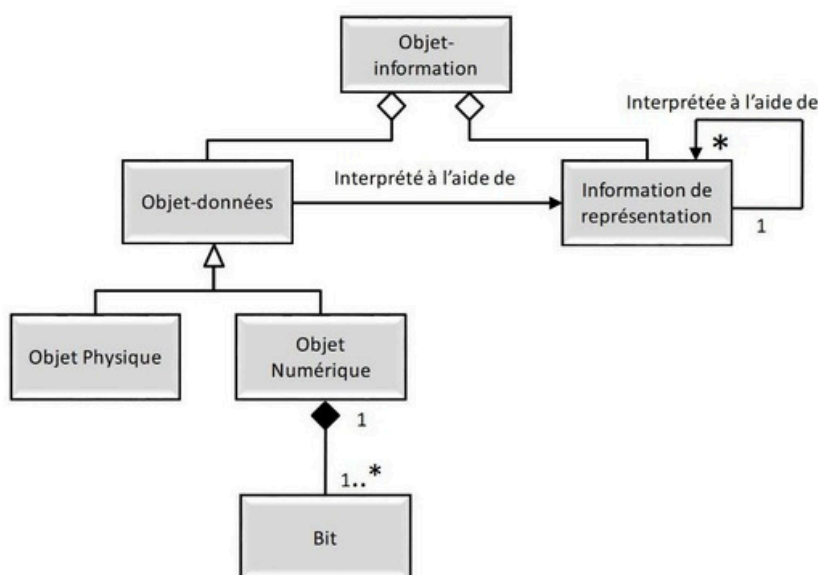 Objet-
information
Interprétée à l'aide de
*
Interprété à l'aide de
Objet-données
Information de
représentation
1
Objet Physique
Objet
Numérique
1
1..*
Bit